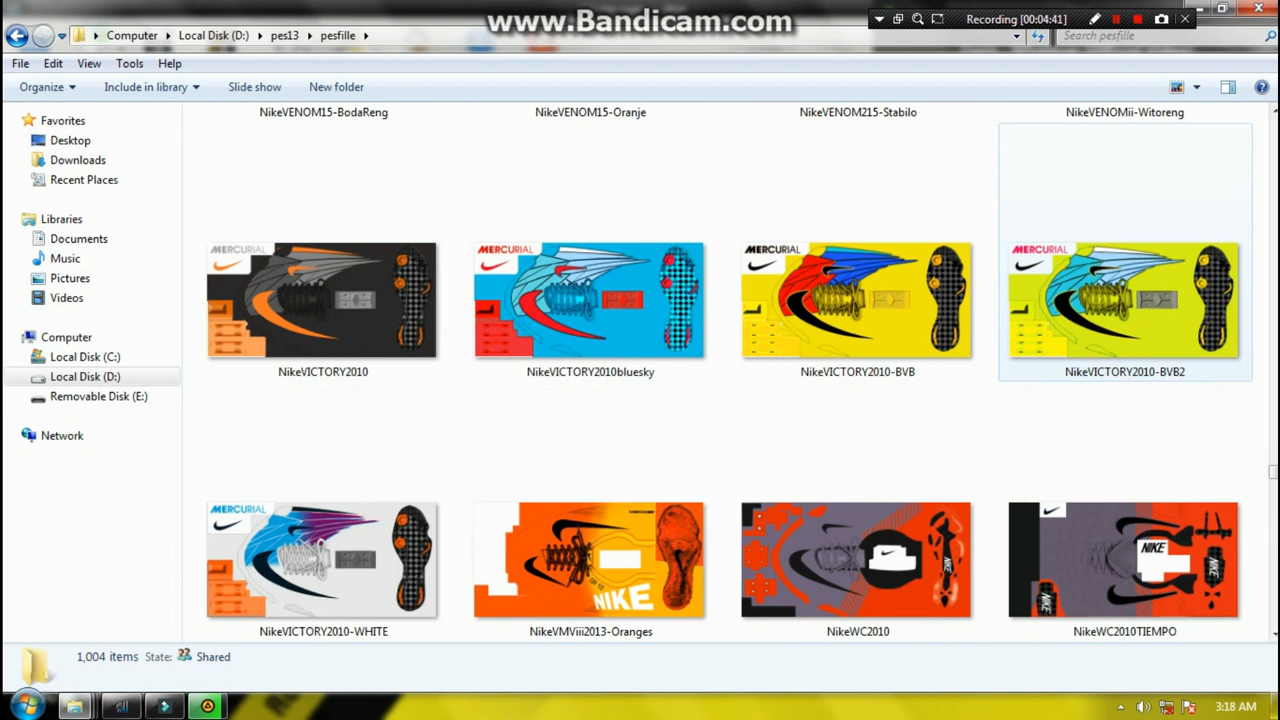 www.Bandicam.com
Recording [00:04:41]
Computer Local Disk (D:) pes13 pesfille
Search pesfille
File Edit View Tools Help
Organize Include in library Slide show New folder
NikeVENOM15-BodaReng NikeVENOM15-Oranje NikeVENOM215-Stabilo NikeVENOMii-Witoreng
Favorites
Desktop
Downloads
Recent Places
Libraries
Documents
Music
Pictures
Videos
Computer
Local Disk (C:)
Local Disk (D:)
Removable Disk (E:)
Network
MERCURIAL MERCURIAL MERCURIAL MERCURIAL
NikeVICTORY2010 NikeVICTORY2010bluesky NikeVICTORY2010-BVB NikeVICTORY2010-BVB2
MERCURIAL
NIKE
NIKE
NIKE
NIKE
NIKE
NikeVICTORY2010-WHITE NikeVMViii2013-Oranges NikeWC2010 NikeWC2010TIEMPO
1,004 items State: Shared
3:18 AM